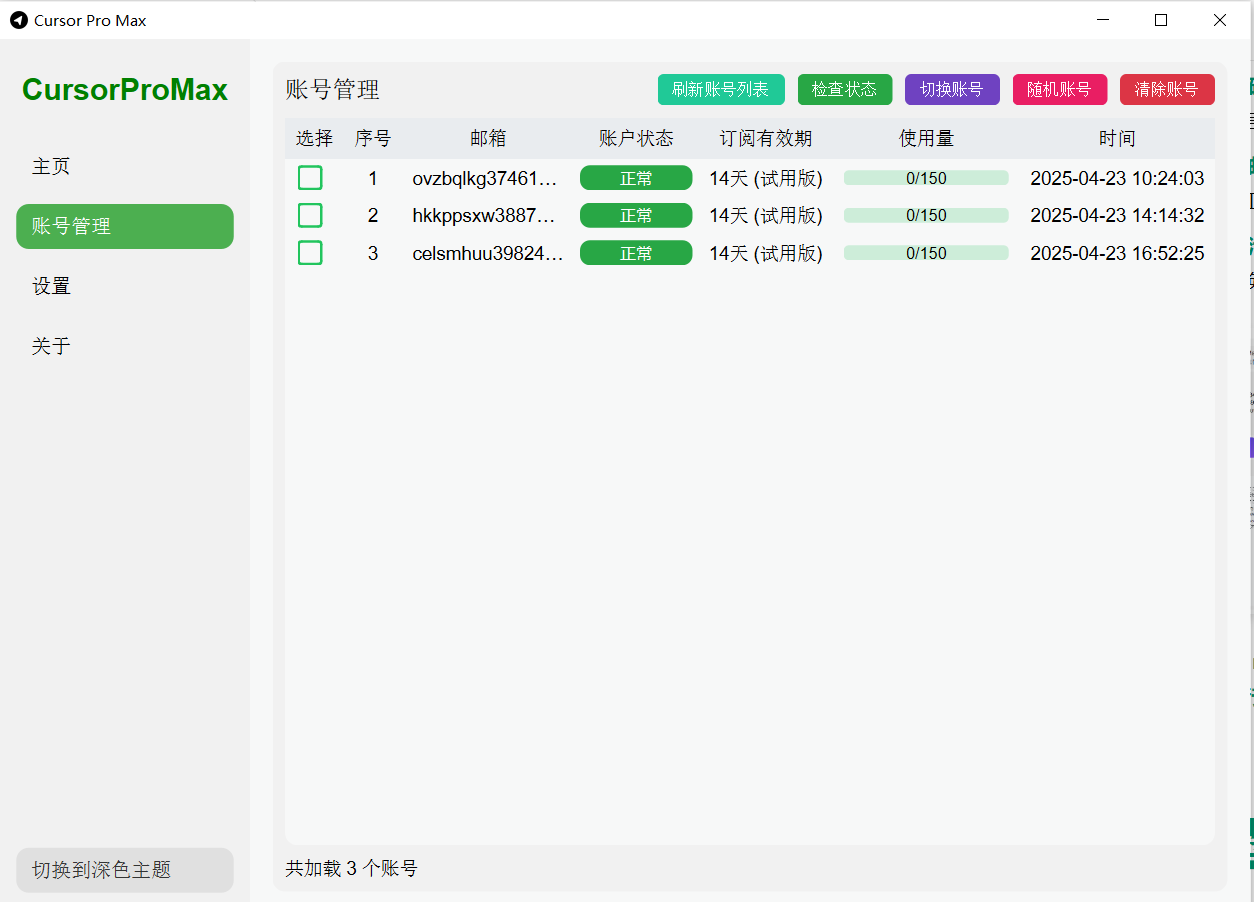 Cursor Pro Max
CursorProMax
主页
账号管理
设置
关于
切换到深色主题
账号管理 刷新账号列表 检查状态 切换账号 随机账号 清除账号
选择 序号 邮箱 账户状态 订阅有效期 使用量 时间
1 ovzbqlkg37461... 正常 14天 (试用版) 0/150 2025-04-23 10:24:03
2 hkkppsxw3887... 正常 14天 (试用版) 0/150 2025-04-23 14:14:32
3 celsmhuu39824... 正常 14天 (试用版) 0/150 2025-04-23 16:52:25
共加载 3 个账号